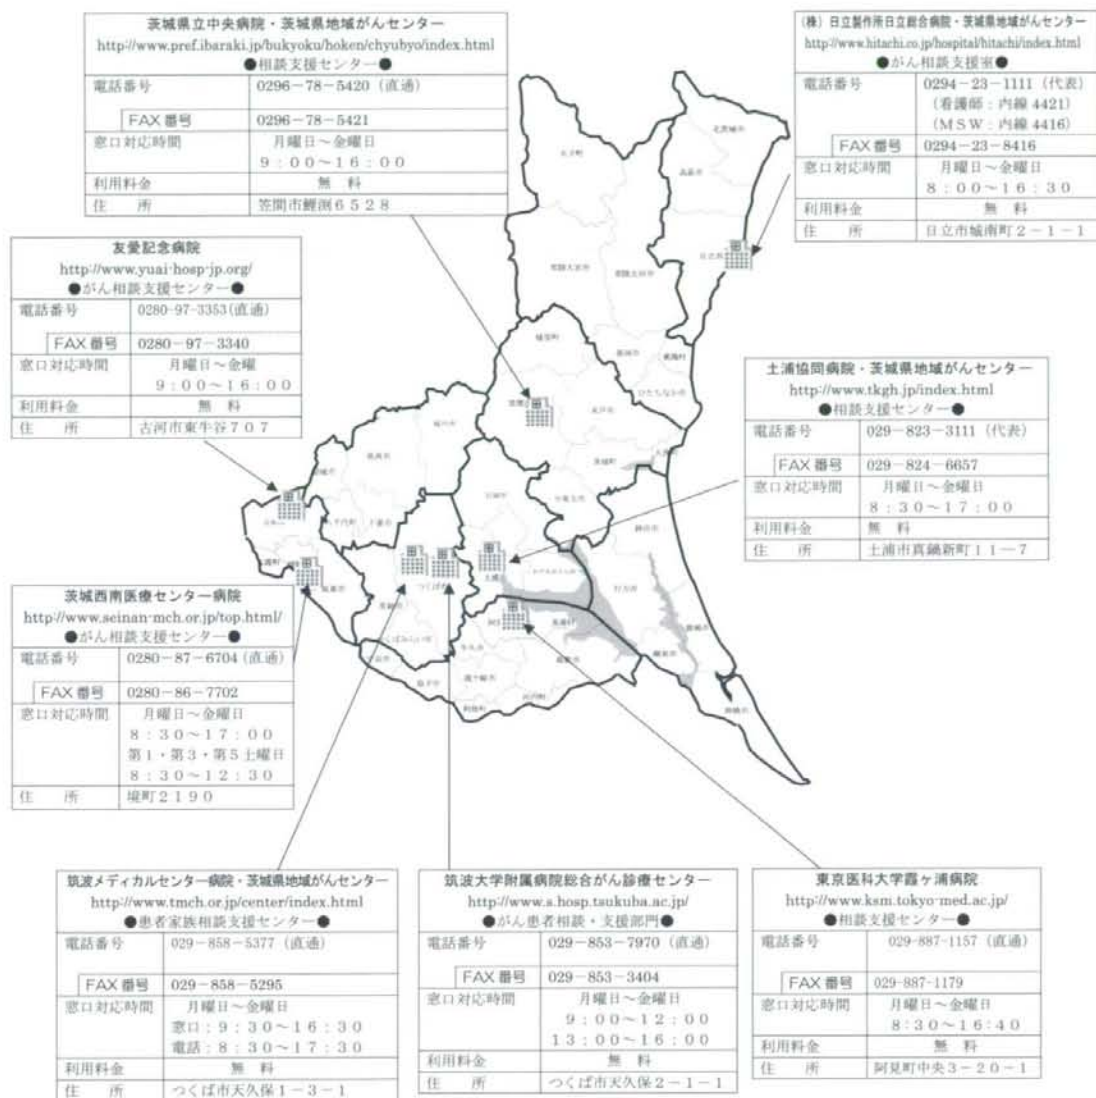 茨城県立中央病院・茨城県地域がんセンター
http://www.pref.ibaraki.jp/bukyoku/hoken/chyubyo/index.html
●相談支援センター●
電話番号 0296-78-5420（直通）
FAX 番号 0296-78-5421
窓口対応時間 月曜日～金曜日
9：00～16：00
利用料金 無 料
住 所 笠間市鯉淵6528
（株）日立製作所日立総合病院・茨城県地域がんセンター
http://www.hitachi.co.jp/hospital/hitachi/index.html
●がん相談支援室●
電話番号 0294-23-1111（代表）
（看護師：内線 4421）
（MSW：内線 4416）
FAX 番号 0294-23-8416
窓口対応時間 月曜日～金曜日
8：00～16：30
利用料金 無 料
住 所 日立市城南町2-1-1
友愛記念病院
http://www.yuai-hosp-jp.org/
●がん相談支援センター●
電話番号 0280-97-3353(直通)
FAX 番号 0280-97-3340
窓口対応時間 月曜日～金曜
9：00～16：00
利用料金 無 料
住 所 古河市東牛谷707
土浦協同病院・茨城県地域がんセンター
http://www.tkgh.jp/index.html
●相談支援センター●
電話番号 029-823-3111（代表）
FAX 番号 029-824-6657
窓口対応時間 月曜日～金曜日
8：30～17：00
利用料金 無 料
住 所 土浦市真鍋新町11―7
茨城西南医療センター病院
http://www.seinan-mch.or.jp/top.html/
●がん相談支援センター●
電話番号 0280-87-6704（直通）
FAX 番号 0280-86-7702
窓口対応時間 月曜日～金曜日
8：30～17：00
第1・第3・第5土曜日
8：30～12：30
住 所 境町2190
筑波メディカルセンター病院・茨城県地域がんセンター
http://www.tmch.or.jp/center/index.html
●患者家族相談支援センター●
電話番号 029-858-5377（直通）
FAX 番号 029-858-5295
窓口対応時間 月曜日～金曜日
窓口：9：30～16：30
電話：8：30～17：30
利用料金 無 料
住 所 つくば市天久保1-3-1
筑波大学附属病院総合がん診療センター
http://www.s.hosp.tsukuba.ac.jp/
●がん患者相談・支援部門●
電話番号 029-853-7970（直通）
FAX 番号 029-853-3404
窓口対応時間 月曜日～金曜日
9：00～12：00
13：00～16：00
利用料金 無 料
住 所 つくば市天久保2-1-1
東京医科大学霞ヶ浦病院
http://www.ksm.tokyo-med.ac.jp/
●相談支援センター●
電話番号 029-887-1157（直通）
FAX 番号 029-887-1179
窓口対応時間 月曜日～金曜日
8:30～16:40
利用料金 無 料
住 所 阿見町中央3-20-1